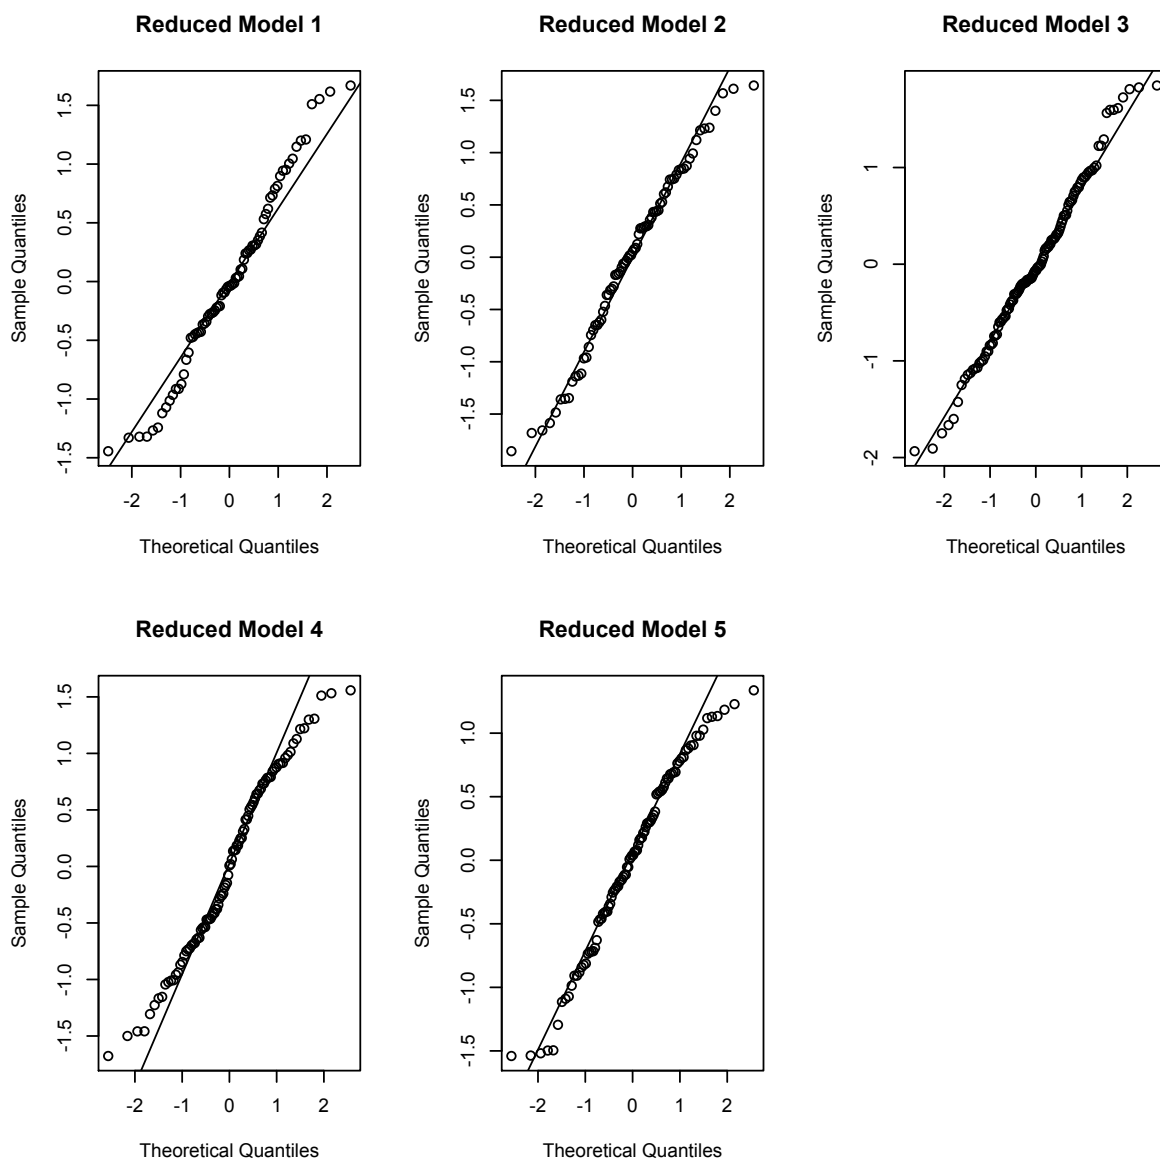 Reduced Model 1
Sample Quantiles
1.5
1.0
0.5
0.0
-0.5
-1.0
-1.5
-2 -1 0 1 2
Theoretical Quantiles
Reduced Model 2
Sample Quantiles
1.5
1.0
0.5
0.0
-0.5
-1.0
-1.5
-2 -1 0 1 2
Theoretical Quantiles
Reduced Model 3
Sample Quantiles
1
0
-1
-2
-2 -1 0 1 2
Theoretical Quantiles
Reduced Model 4
Sample Quantiles
1.5
1.0
0.5
0.0
-0.5
-1.0
-1.5
-2 -1 0 1 2
Theoretical Quantiles
Reduced Model 5
Sample Quantiles
1.0
0.5
0.0
-0.5
-1.0
-1.5
-2 -1 0 1 2
Theoretical Quantiles